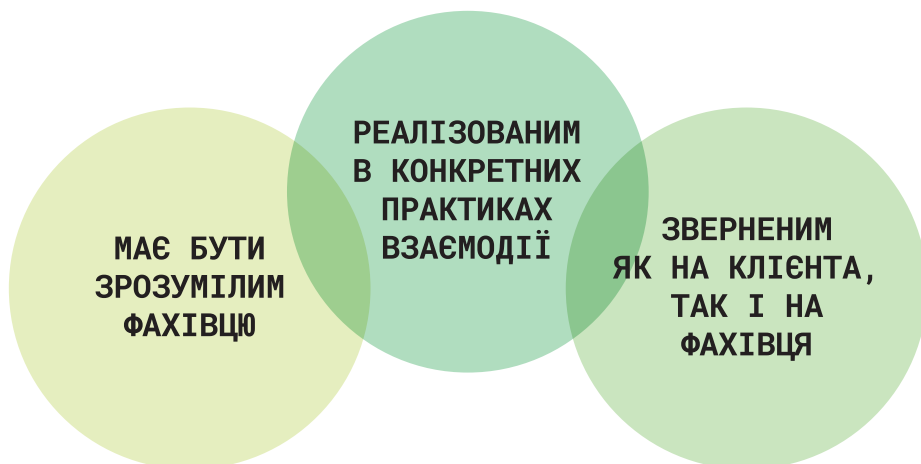 МАЄ БУТИ
ЗРОЗУМІЛИМ
ФАХІВЦЮ
РЕАЛІЗОВАНИМ
В КОНКРЕТНИХ
ПРАКТИКАХ
ВЗАЄМОДІЇ
ЗВЕРНЕНИМ
ЯК НА КЛІЄНТА,
ТАК І НА
ФАХІВЦЯ